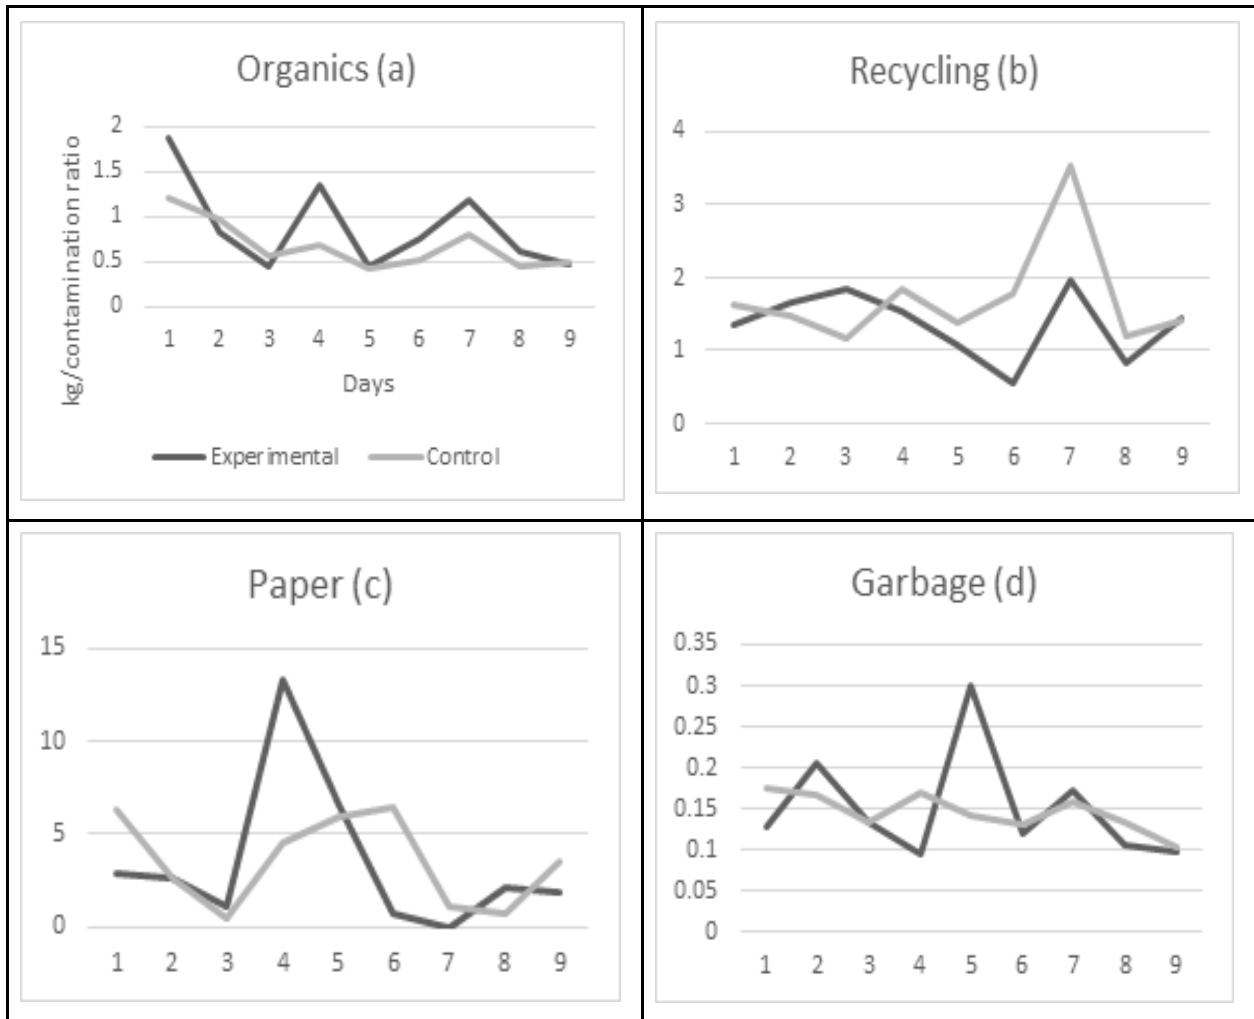 Organics (a)
kg/contamination ratio
2
1.5
1
0.5
0
1 2 3 4 5 6 7 8 9
Days
Experimental Control
Recycling (b)
4
3
2
1
0
1 2 3 4 5 6 7 8 9
Paper (c)
15
10
5
0
1 2 3 4 5 6 7 8 9
Garbage (d)
0.35
0.3
0.25
0.2
0.15
0.1
0.05
0
1 2 3 4 5 6 7 8 9